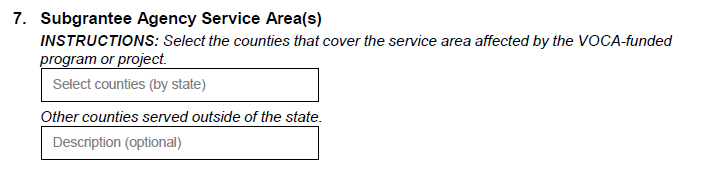 7. Subgrantee Agency Service Area(s)
INSTRUCTIONS: Select the counties that cover the service area affected by the VOCA-funded
program or project.
Select counties (by state)
Other counties served outside of the state.
Description (optional)